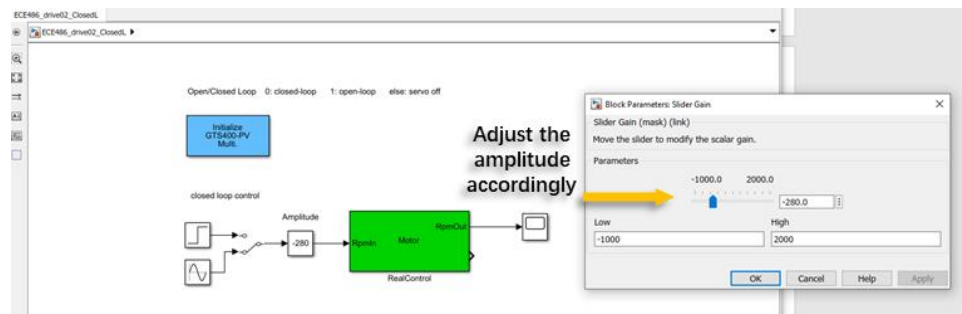 ECE486_drive02_ClosedL
ECE486_drive02_ClosedL
Open/Closed Loop 0: closed-loop 1: open-loop else: servo off
Initialize
GTS400-PV
Multi.
closed loop control
Amplitude
-280
RpmIn
Motor
RpmOut
RealControl
Adjust the
amplitude
accordingly
Block Parameters: Slider Gain
Slider Gain (mask) (link)
Move the slider to modify the scalar gain.
Parameters
-1000.0 2000.0
-280.0
Low High
-1000 2000
OK Cancel Help Apply